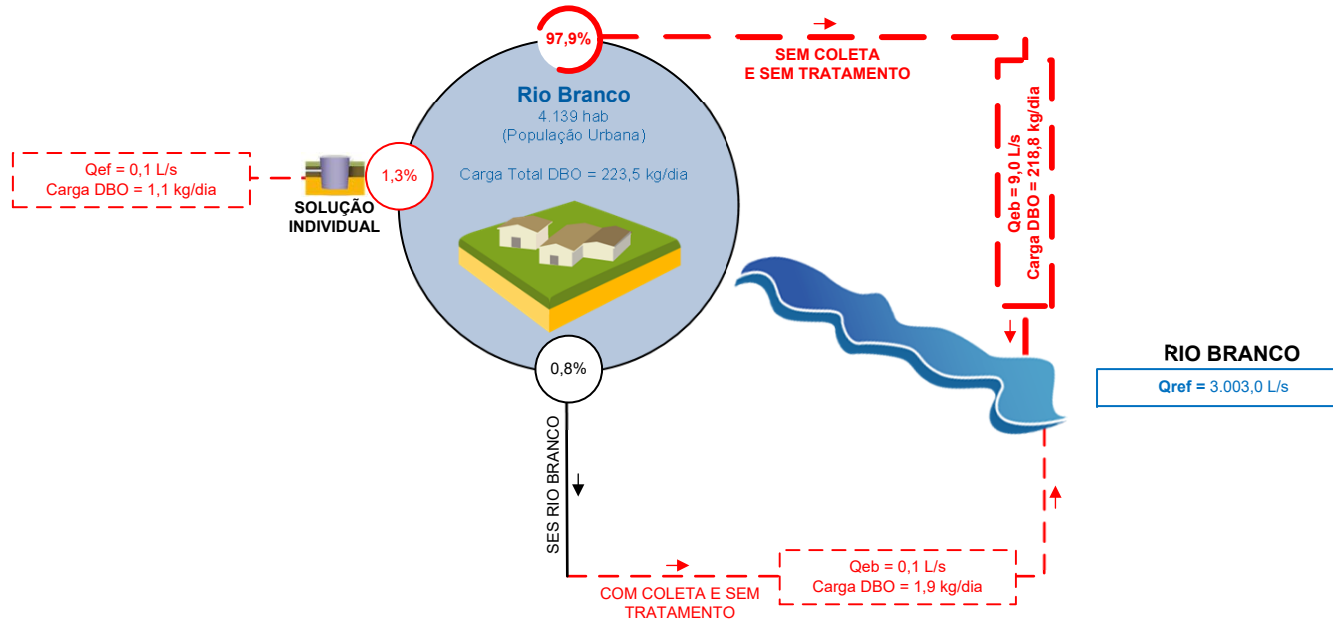 97,9%
SEM COLETA
E SEM TRATAMENTO
Rio Branco
4.139 hab
(População Urbana)
Carga Total DBO = 223,5 kg/dia
Qef = 0,1 L/s
Carga DBO = 1,1 kg/dia
SOLUÇÃO
INDIVIDUAL
1,3%
Qeb = 9,0 L/s
Carga DBO = 218,8 kg/dia
RIO BRANCO
Qref = 3.003,0 L/s
0,8%
SES RIO BRANCO
COM COLETA E SEM
TRATAMENTO
Qeb = 0,1 L/s
Carga DBO = 1,9 kg/dia